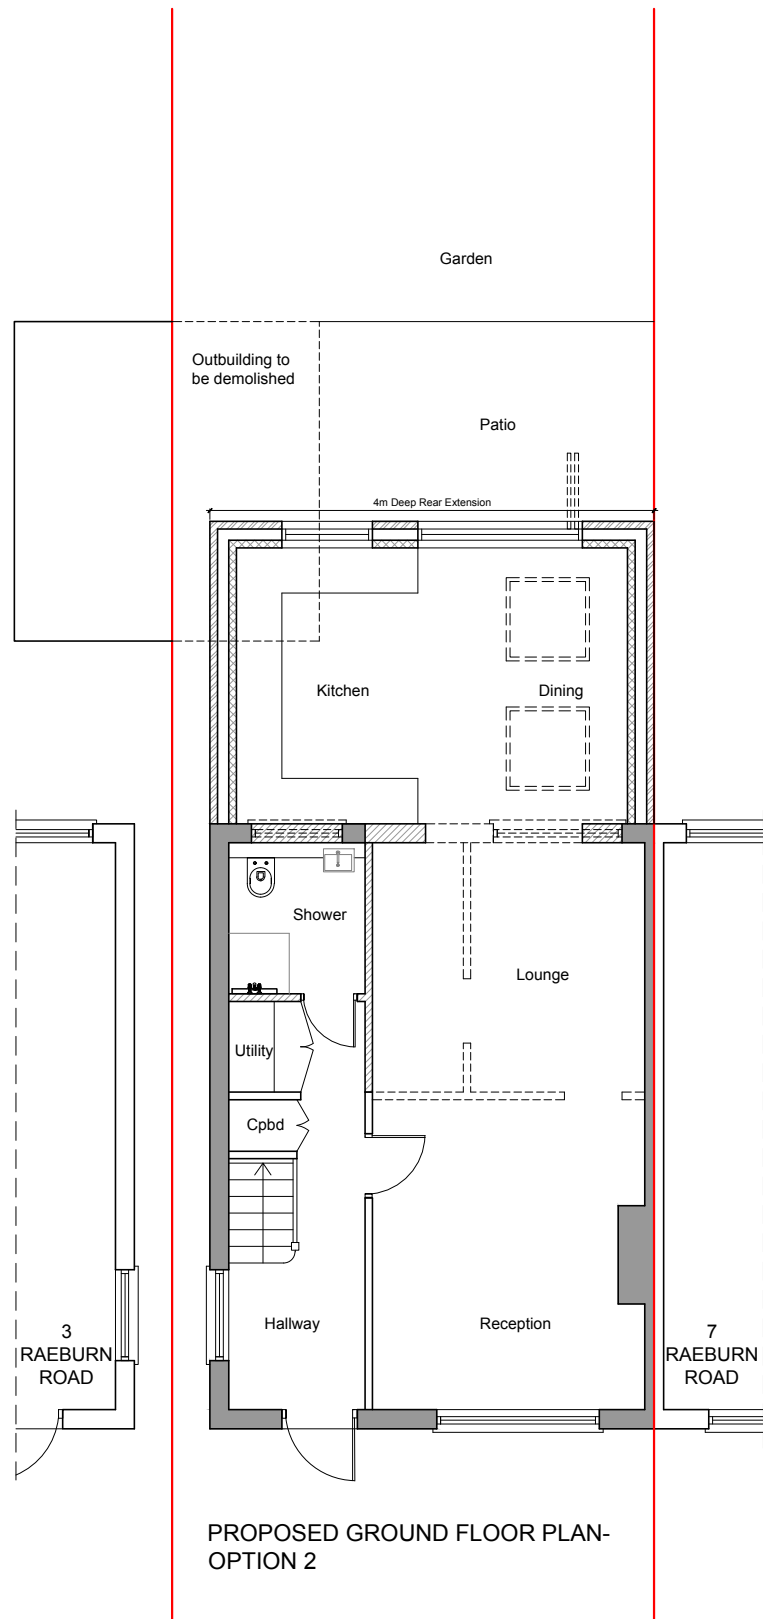 Garden
Outbuilding to
be demolished
Patio
4m Deep Rear Extension
Kitchen
Dining
Shower
Lounge
Utility
Cpbd
Hallway
Reception
3
RAEBURN
ROAD
7
RAEBURN
ROAD
PROPOSED GROUND FLOOR PLAN-
OPTION 2